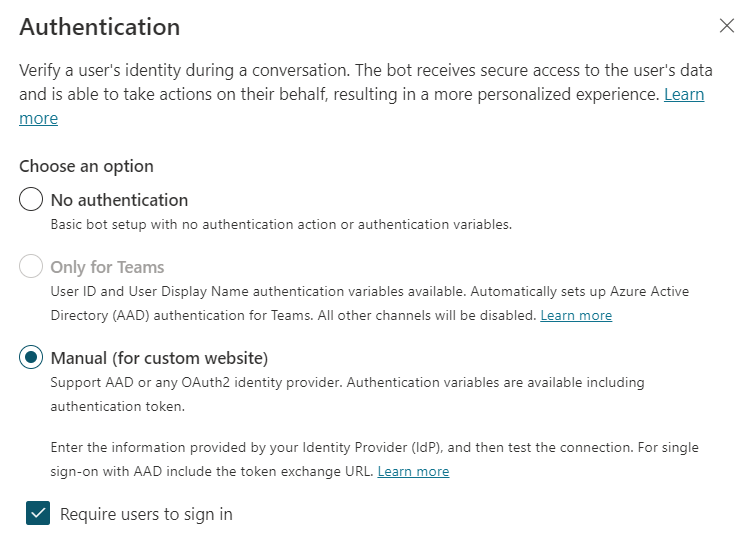 Authentication
Verify a user's identity during a conversation. The bot receives secure access to the user's data
and is able to take actions on their behalf, resulting in a more personalized experience. Learn
more
Choose an option
No authentication
Basic bot setup with no authentication action or authentication variables.
Only for Teams
User ID and User Display Name authentication variables available. Automatically sets up Azure Active
Directory (AAD) authentication for Teams. All other channels will be disabled. Learn more
Manual (for custom website)
Support AAD or any OAuth2 identity provider. Authentication variables are available including
authentication token.
Enter the information provided by your Identity Provider (IdP), and then test the connection. For single
sign-on with AAD include the token exchange URL. Learn more
Require users to sign in